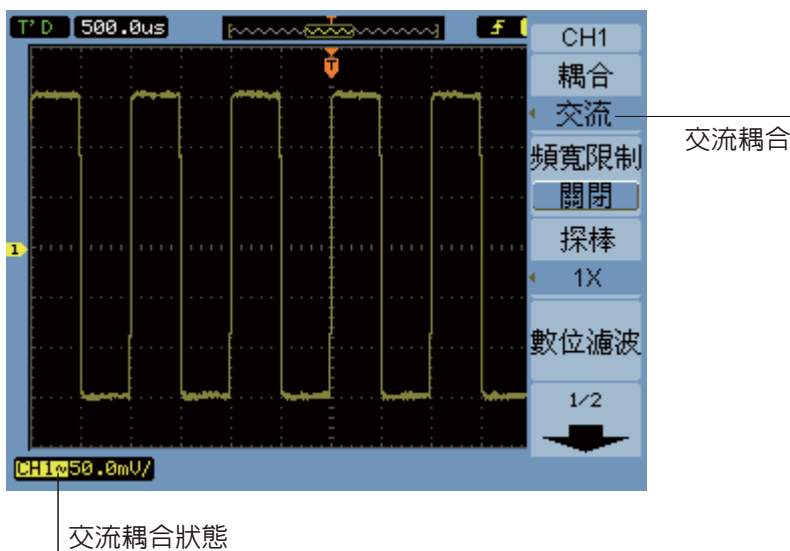 T'D 500.0us
T
CH1
耦合
交流
交流耦合
頻寬限制
關閉
探棒
1X
數位濾波
1/2
T
1
CH1~50.0mV/
交流耦合狀態